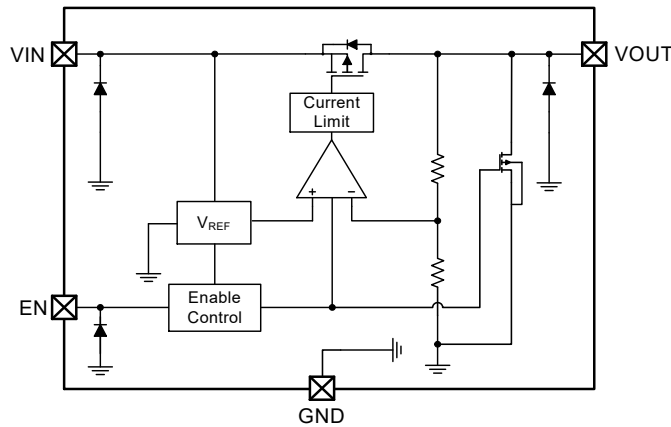 VIN
VOUT
Current
Limit
+
−
VREF
EN
Enable
Control
GND